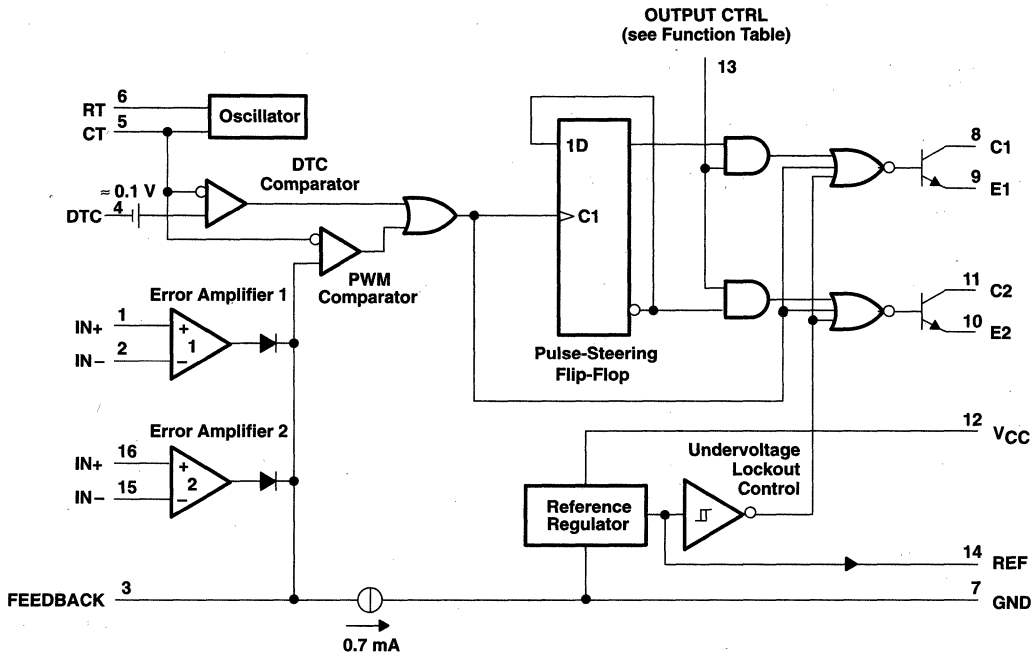 OUTPUT CTRL
(see Function Table)
13
RT 6
CT 5
Oscillator
DTC
Comparator
≈ 0.1 V
DTC 4
PWM
Comparator
1D
C1
Pulse-Steering
Flip-Flop
8 C1
9 E1
11 C2
10 E2
Error Amplifier 1
IN+ 1
IN− 2
+
1
−
Error Amplifier 2
IN+ 16
IN− 15
+
2
−
12 VCC
Undervoltage
Lockout
Control
Reference
Regulator
14 REF
FEEDBACK 3
7 GND
0.7 mA